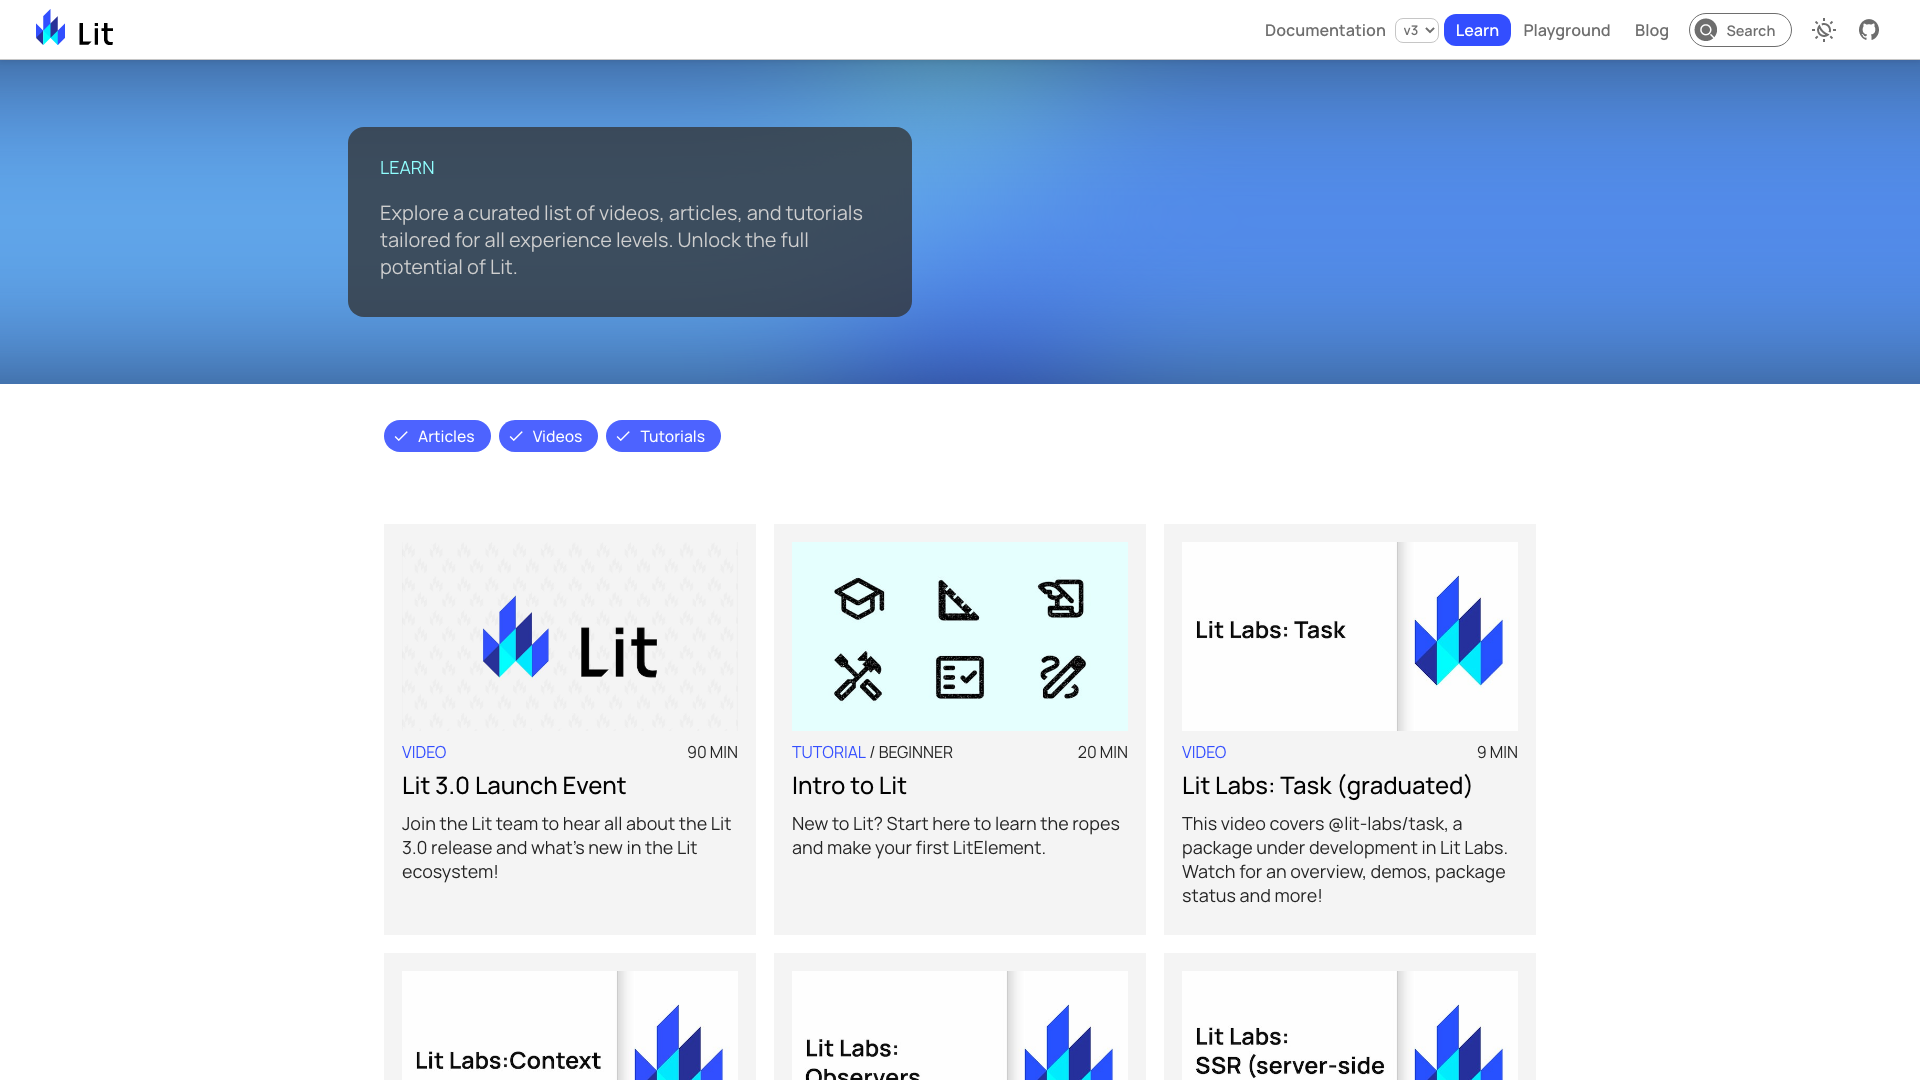 Lit
Documentation v3 Learn Playground Blog Search
LEARN
Explore a curated list of videos, articles, and tutorials
tailored for all experience levels. Unlock the full
potential of Lit.
Articles Videos Tutorials
Lit
VIDEO 90 MIN
Lit 3.0 Launch Event
Join the Lit team to hear all about the Lit
3.0 release and what's new in the Lit
ecosystem!
TUTORIAL / BEGINNER 20 MIN
Intro to Lit
New to Lit? Start here to learn the ropes
and make your first LitElement.
Lit Labs: Task
VIDEO 9 MIN
Lit Labs: Task (graduated)
This video covers @lit-labs/task, a
package under development in Lit Labs.
Watch for an overview, demos, package
status and more!
Lit Labs:Context
Lit Labs:
Observers
Lit Labs:
SSR (server-side